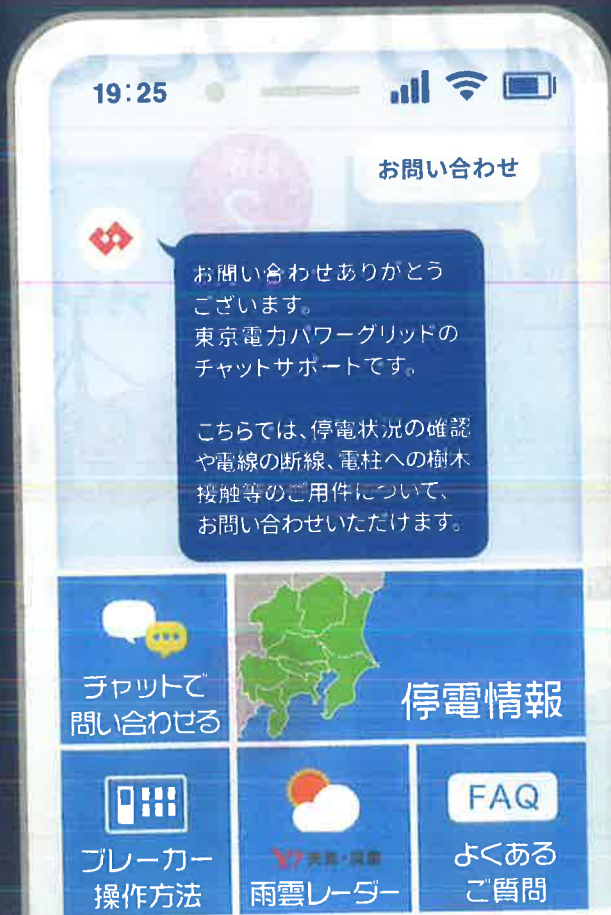 19:25
お問い合わせ
お問い合わせありがとう
ございます。
東京電力パワーグリッドの
チャットサポートです。
こちらでは、停電状況の確認
や電線の断線、電柱への樹木
接触等のご用件について、
お問い合わせいただけます。
チャットで
問い合わせる
停電情報
ブレーカー
操作方法
Y!天気・災害
雨雲レーダー
FAQ
よくある
ご質問